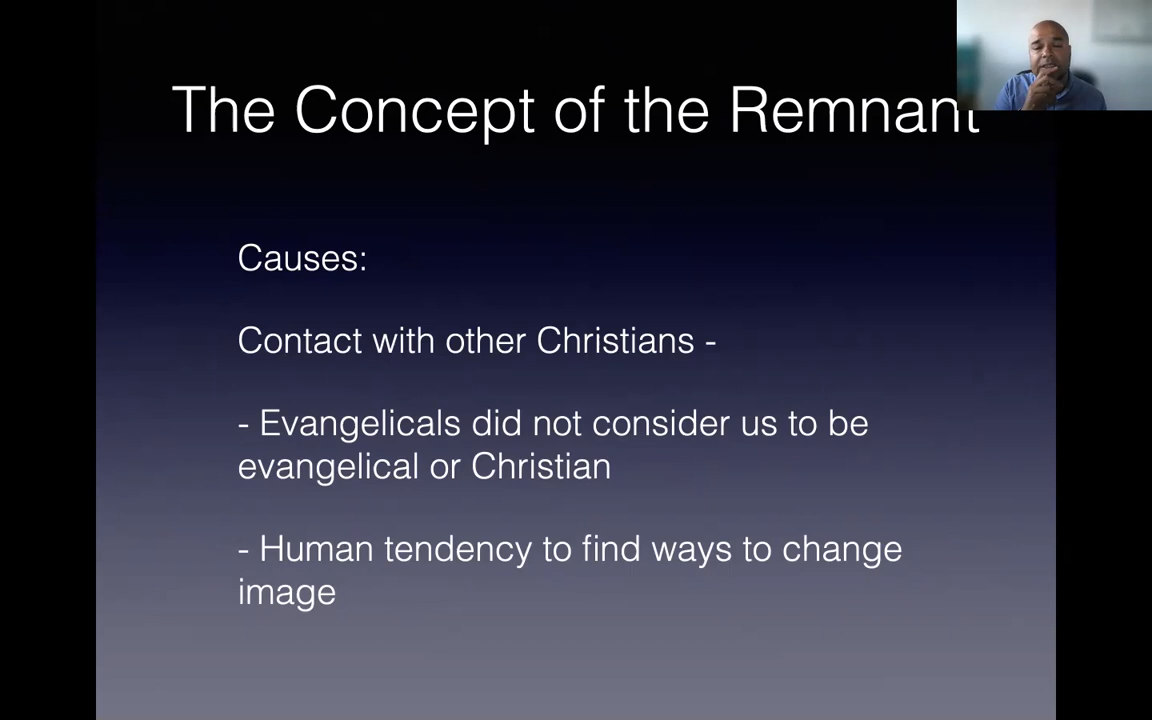 The Concept of the Remnant
Causes:
Contact with other Christians -
- Evangelicals did not consider us to be
evangelical or Christian
- Human tendency to find ways to change
image